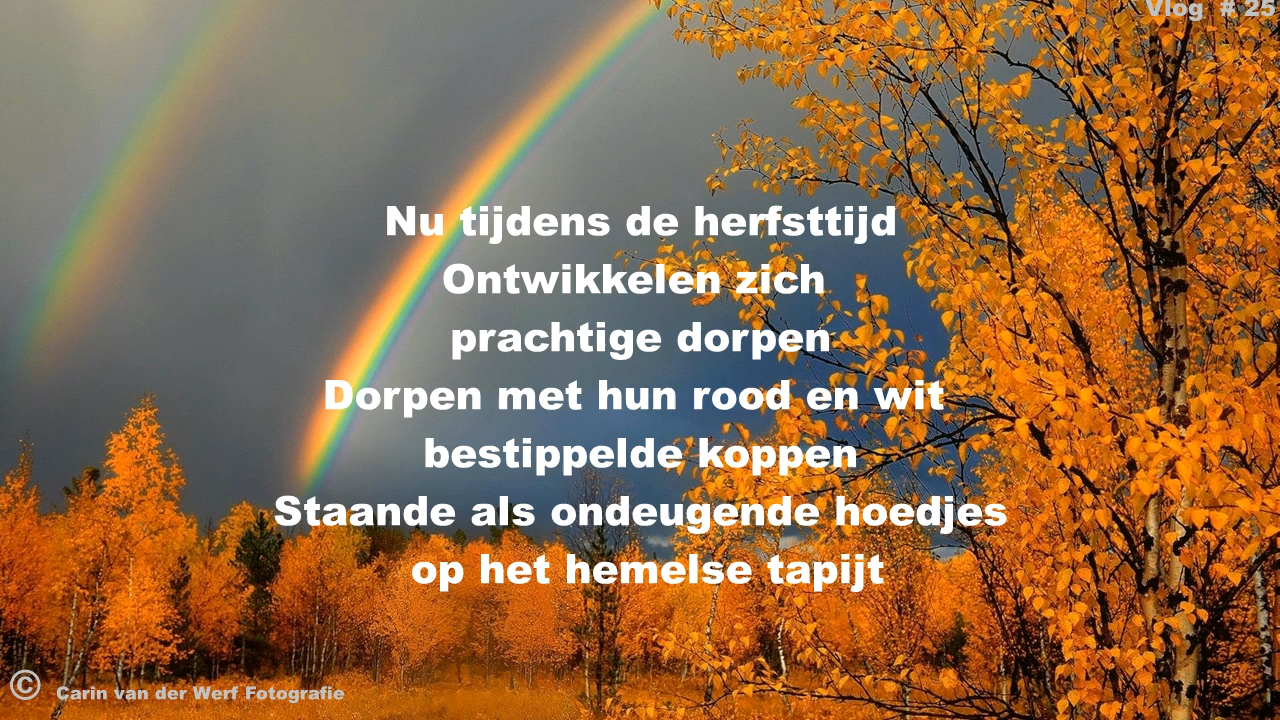 Vlog # 25
Nu tijdens de herfsttijd
Ontwikkelen zich
prachtige dorpen
Dorpen met hun rood en wit
bestippelde koppen
Staande als ondeugende hoedjes
op het hemelse tapijt
© Carin van der Werf Fotografie